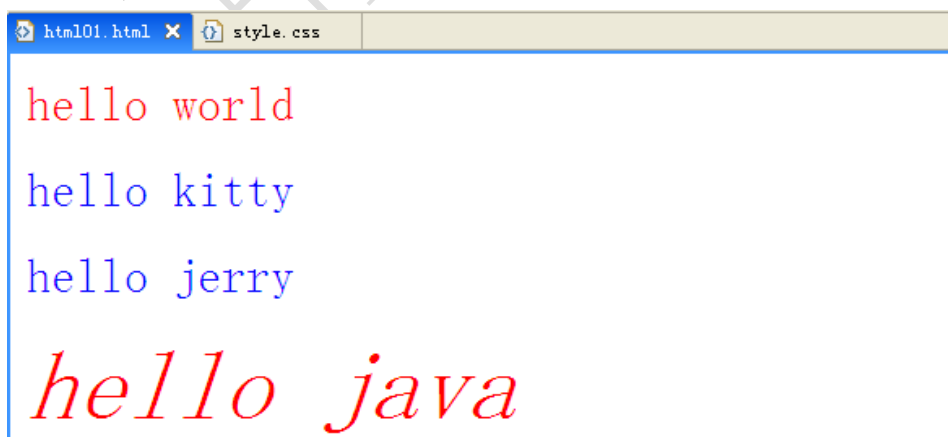 html01.html style.css
hello world
hello kitty
hello jerry
hello java